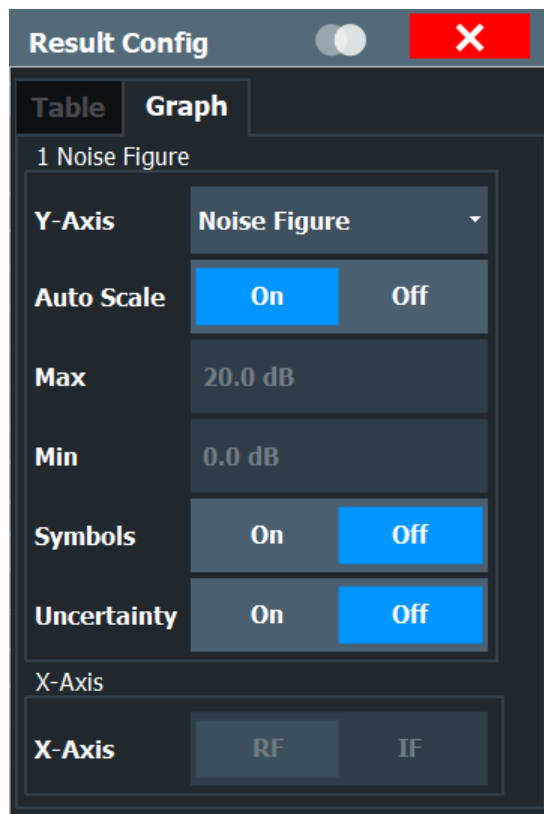 Result Config
Table Graph
1 Noise Figure
Y-Axis Noise Figure
Auto Scale On Off
Max 20.0 dB
Min 0.0 dB
Symbols On Off
Uncertainty On Off
X-Axis
X-Axis RF IF